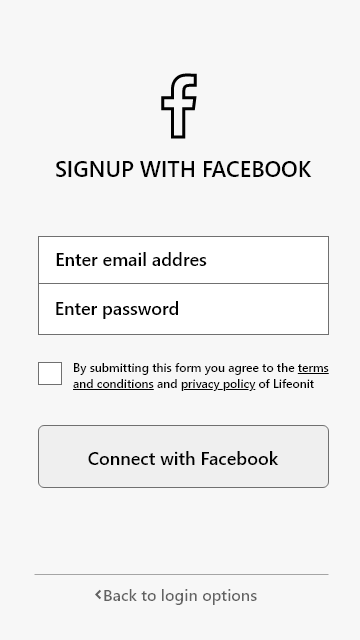 SIGNUP WITH FACEBOOK
Enter email addres
Enter password
By submitting this form you agree to the terms
and conditions and privacy policy of Lifeonit
Connect with Facebook
Back to login options